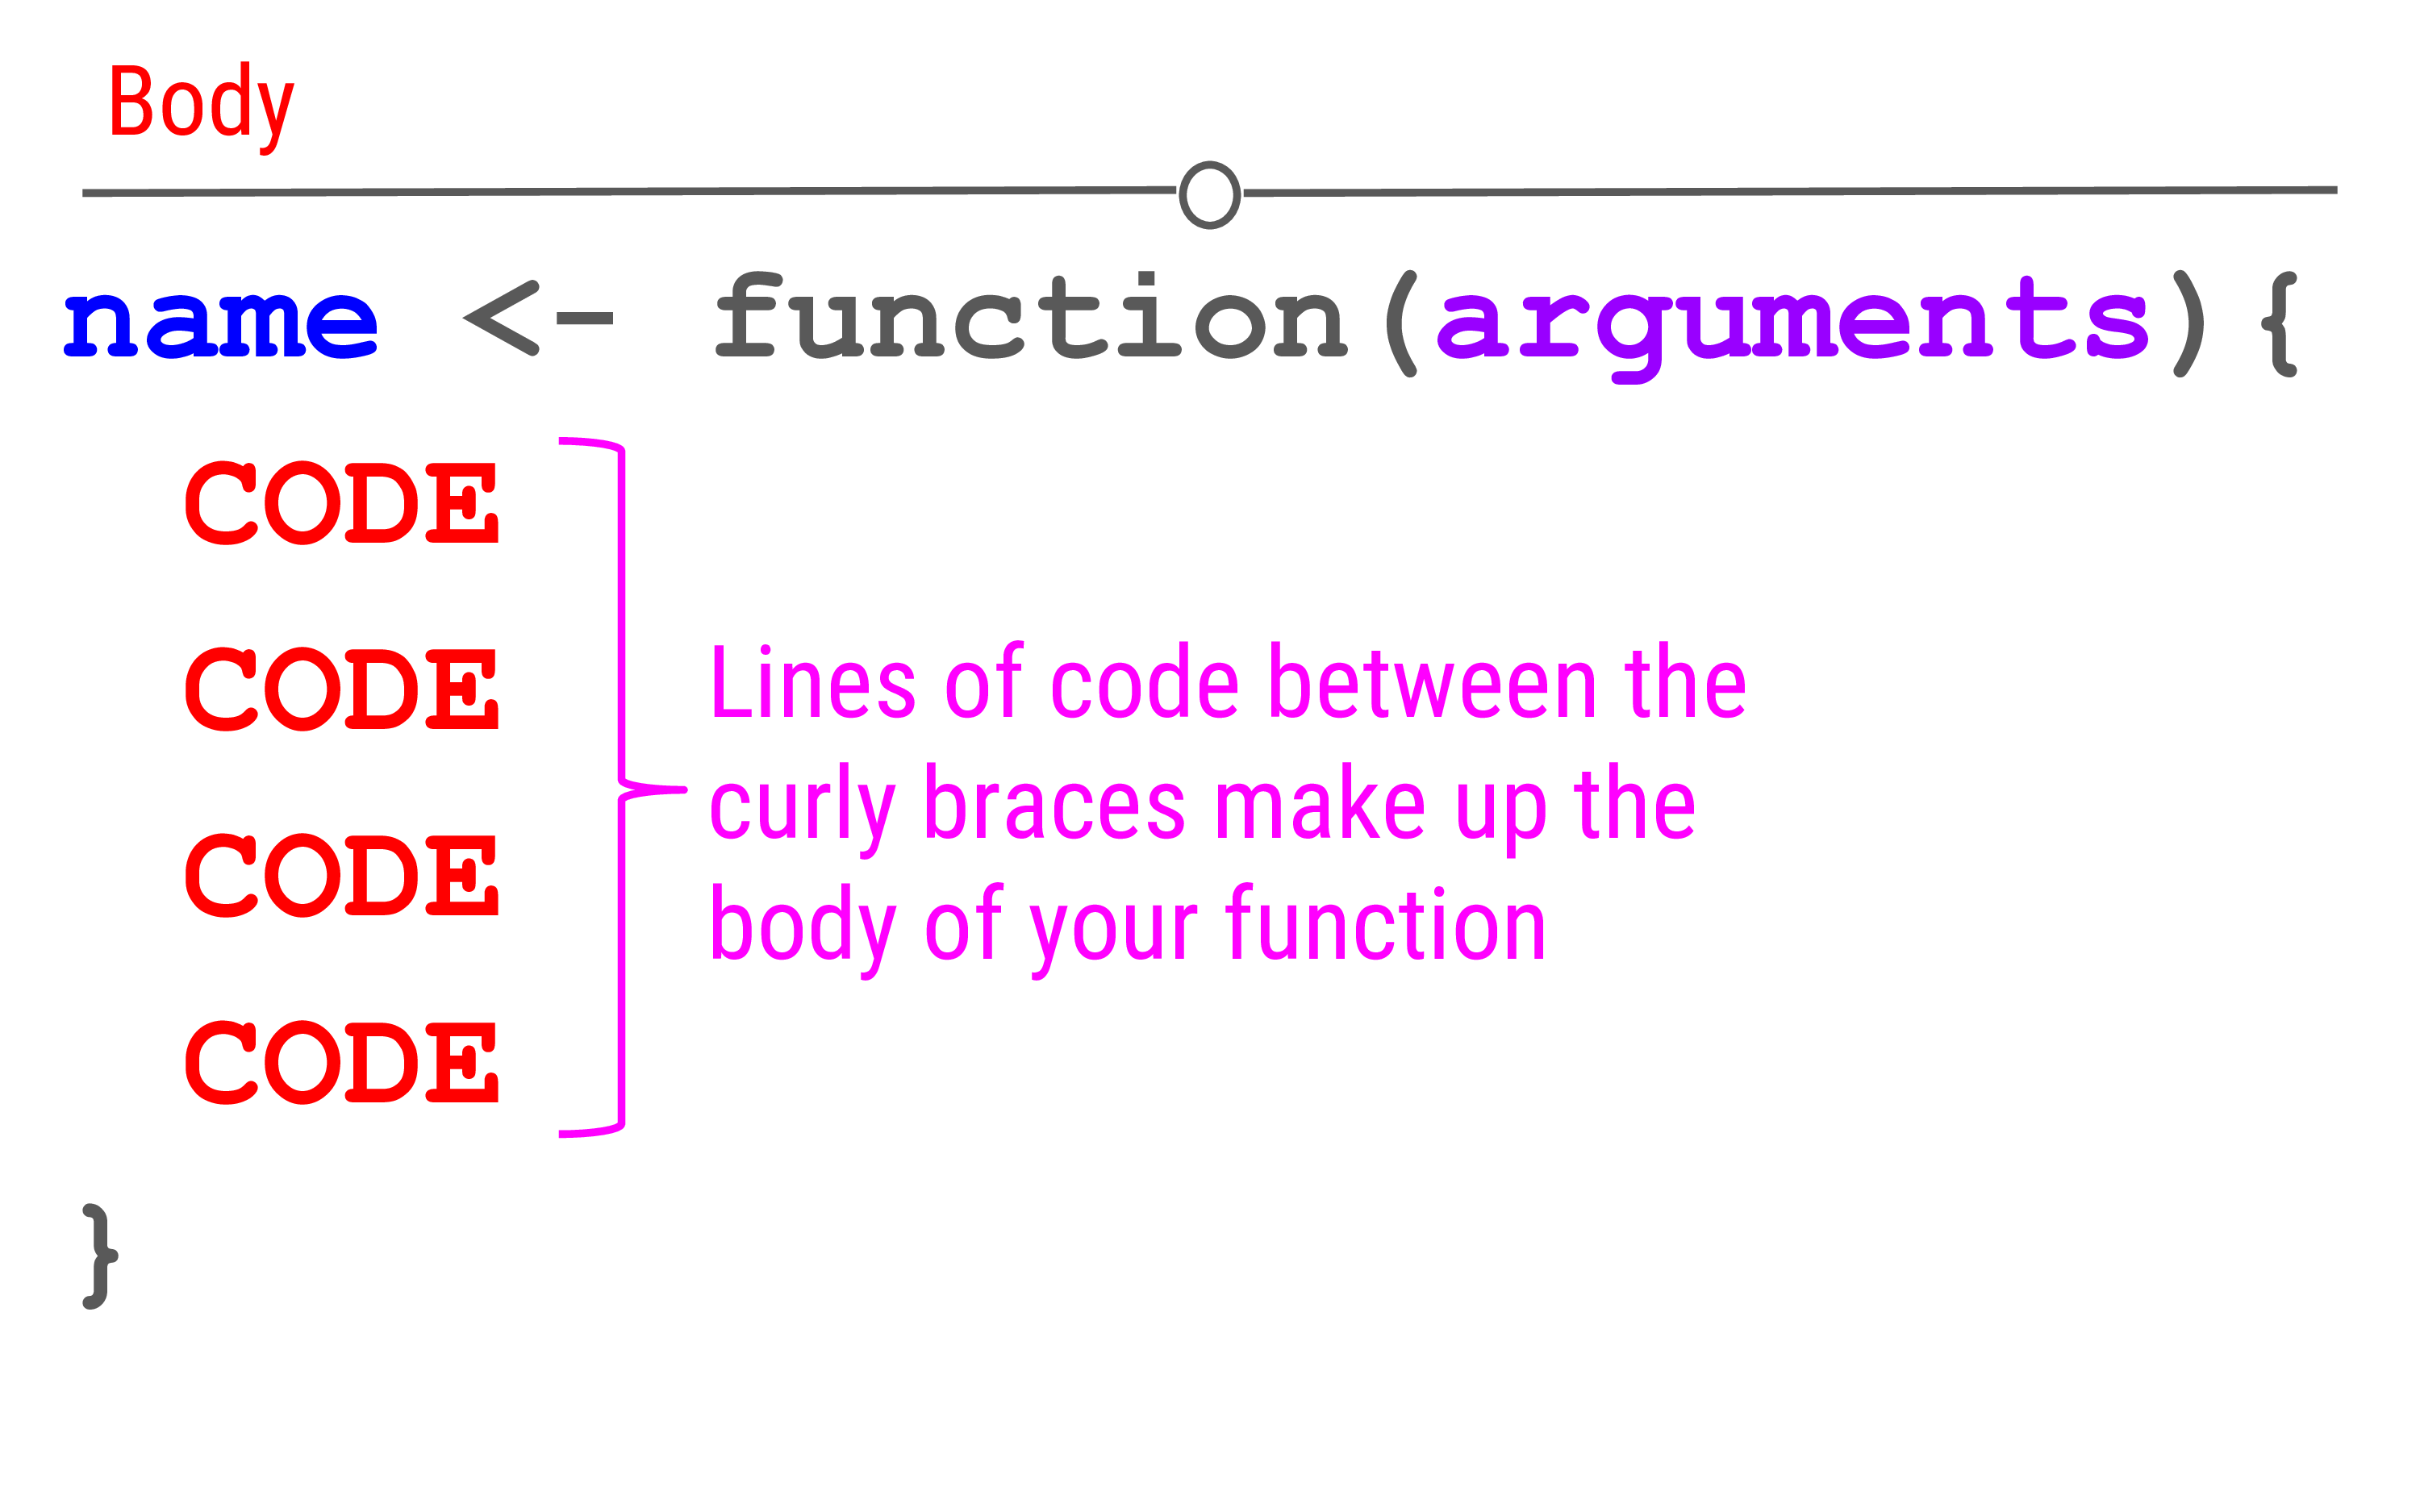 Body
name <- function(arguments) {
CODE
CODE
Lines of code between the
curly braces make up the
CODE
body of your function
CODE
}